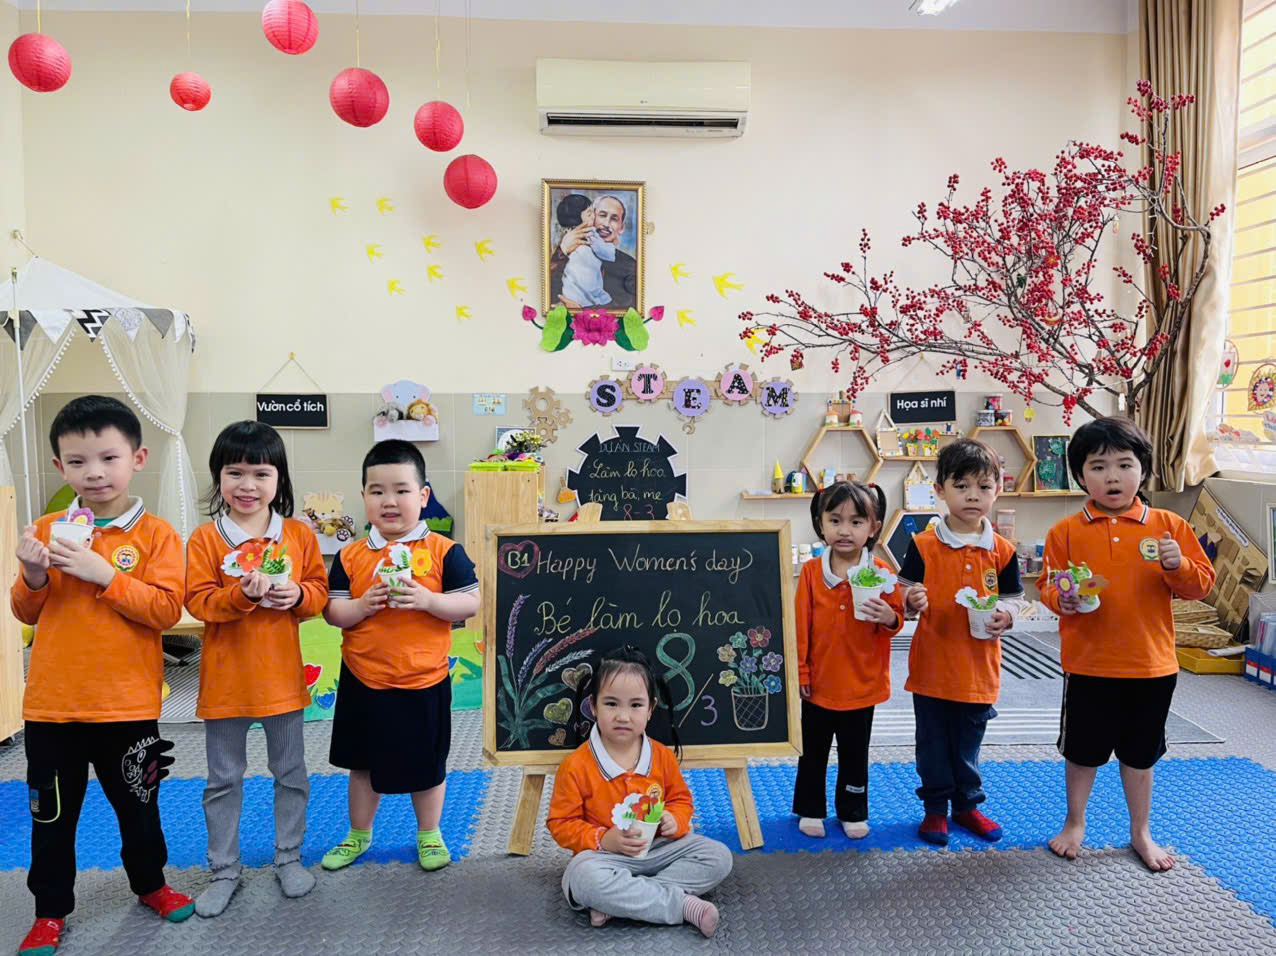 Vườn cổ tích
STEAM
Họa sĩ nhí
DỰ ÁN STEAM
Làm lọ hoa
tặng bà, mẹ
8-3
B1 Happy Women's day
Bé làm lọ hoa
8/3